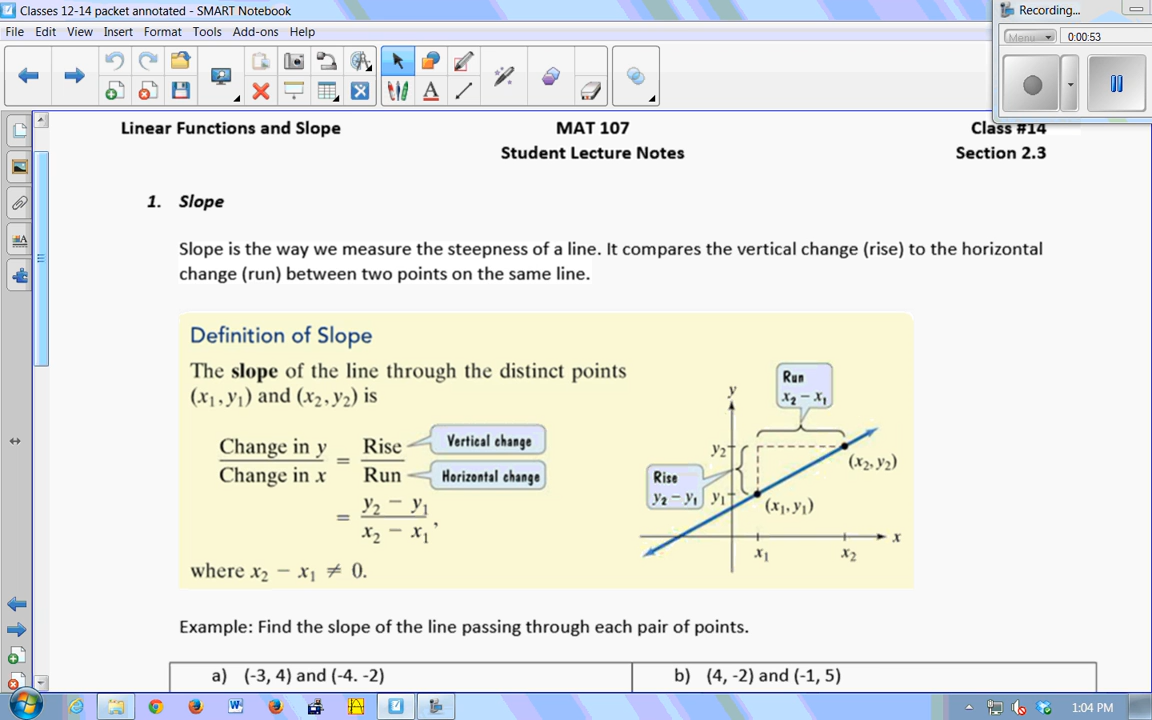 Classes 12-14 packet annotated - SMART Notebook
Recording...
File Edit View Insert Format Tools Add-ons Help
Menu
0:00:53
Linear Functions and Slope MAT 107 Class #14
Student Lecture Notes Section 2.3
1. Slope
Slope is the way we measure the steepness of a line. It compares the vertical change (rise) to the horizontal
change (run) between two points on the same line.
Definition of Slope
The slope of the line through the distinct points
(x₁, y₁) and (x₂, y₂) is
Change in y / Change in x = Rise / Run
Vertical change
Horizontal change
= y₂ − y₁ / x₂ − x₁,
where x₂ − x₁ ≠ 0.
Run
x₂ − x₁
y
y₂
(x₂, y₂)
Rise
y₂ − y₁
y₁
(x₁, y₁)
x
x₁ x₂
Example: Find the slope of the line passing through each pair of points.
a) (-3, 4) and (-4. -2) b) (4, -2) and (-1, 5)
1:04 PM